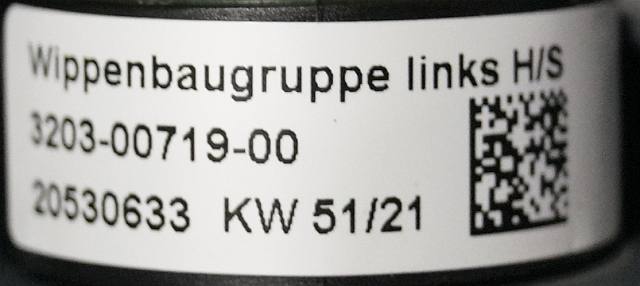 Wippenbaugruppe links H/S
3203-00719-00
20530633 KW 51/21